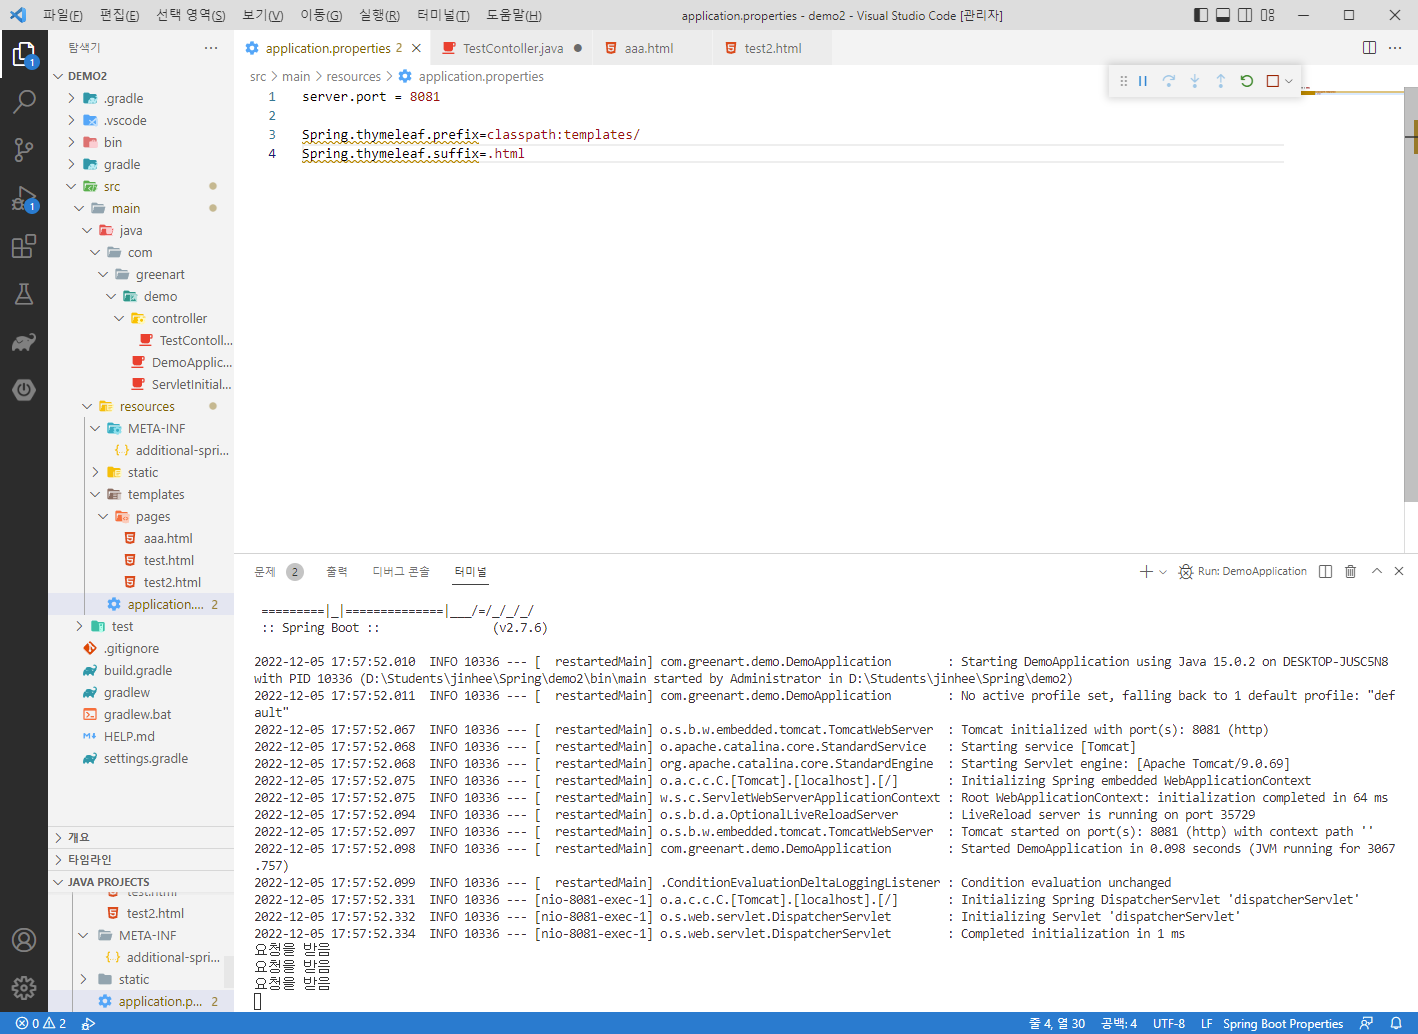 파일(F) 편집(E) 선택 영역(S) 보기(V) 이동(G) 실행(R) 터미널(T) 도움말(H) application.properties - demo2 - Visual Studio Code [관리자]
탐색기
application.properties 2 TestContoller.java aaa.html test2.html
src > main > resources > application.properties
1 server.port = 8081
2
3 Spring.thymeleaf.prefix=classpath:templates/
4 Spring.thymeleaf.suffix=.html
DEMO2
.gradle
.vscode
bin
gradle
src
main
java
com
greenart
demo
controller
TestContoll...
DemoApplic...
ServletInitial...
resources
META-INF
additional-spri...
static
templates
pages
aaa.html
test.html
test2.html
application.... 2
test
.gitignore
build.gradle
gradlew
gradlew.bat
HELP.md
settings.gradle
개요
타임라인
JAVA PROJECTS
test.html
test2.html
META-INF
additional-spri...
static
application.p... 2
1
1
문제 2 출력 디버그 콘솔 터미널 Run: DemoApplication
=========|_|==============|___/=/_/_/_/
:: Spring Boot :: (v2.7.6)
2022-12-05 17:57:52.010 INFO 10336 --- [ restartedMain] com.greenart.demo.DemoApplication : Starting DemoApplication using Java 15.0.2 on DESKTOP-JUSC5N8
with PID 10336 (D:\Students\jinhee\Spring\demo2\bin\main started by Administrator in D:\Students\jinhee\Spring\demo2)
2022-12-05 17:57:52.011 INFO 10336 --- [ restartedMain] com.greenart.demo.DemoApplication : No active profile set, falling back to 1 default profile: "def
ault"
2022-12-05 17:57:52.067 INFO 10336 --- [ restartedMain] o.s.b.w.embedded.tomcat.TomcatWebServer : Tomcat initialized with port(s): 8081 (http)
2022-12-05 17:57:52.068 INFO 10336 --- [ restartedMain] o.apache.catalina.core.StandardService : Starting service [Tomcat]
2022-12-05 17:57:52.068 INFO 10336 --- [ restartedMain] org.apache.catalina.core.StandardEngine : Starting Servlet engine: [Apache Tomcat/9.0.69]
2022-12-05 17:57:52.075 INFO 10336 --- [ restartedMain] o.a.c.c.C.[Tomcat].[localhost].[/] : Initializing Spring embedded WebApplicationContext
2022-12-05 17:57:52.075 INFO 10336 --- [ restartedMain] w.s.c.ServletWebServerApplicationContext : Root WebApplicationContext: initialization completed in 64 ms
2022-12-05 17:57:52.094 INFO 10336 --- [ restartedMain] o.s.b.d.a.OptionalLiveReloadServer : LiveReload server is running on port 35729
2022-12-05 17:57:52.097 INFO 10336 --- [ restartedMain] o.s.b.w.embedded.tomcat.TomcatWebServer : Tomcat started on port(s): 8081 (http) with context path ''
2022-12-05 17:57:52.098 INFO 10336 --- [ restartedMain] com.greenart.demo.DemoApplication : Started DemoApplication in 0.098 seconds (JVM running for 3067
.757)
2022-12-05 17:57:52.099 INFO 10336 --- [ restartedMain] .ConditionEvaluationDeltaLoggingListener : Condition evaluation unchanged
2022-12-05 17:57:52.331 INFO 10336 --- [nio-8081-exec-1] o.a.c.c.C.[Tomcat].[localhost].[/] : Initializing Spring DispatcherServlet 'dispatcherServlet'
2022-12-05 17:57:52.332 INFO 10336 --- [nio-8081-exec-1] o.s.web.servlet.DispatcherServlet : Initializing Servlet 'dispatcherServlet'
2022-12-05 17:57:52.334 INFO 10336 --- [nio-8081-exec-1] o.s.web.servlet.DispatcherServlet : Completed initialization in 1 ms
요청을 받음
요청을 받음
요청을 받음
0 2 줄 4, 열 30 공백: 4 UTF-8 LF Spring Boot Properties